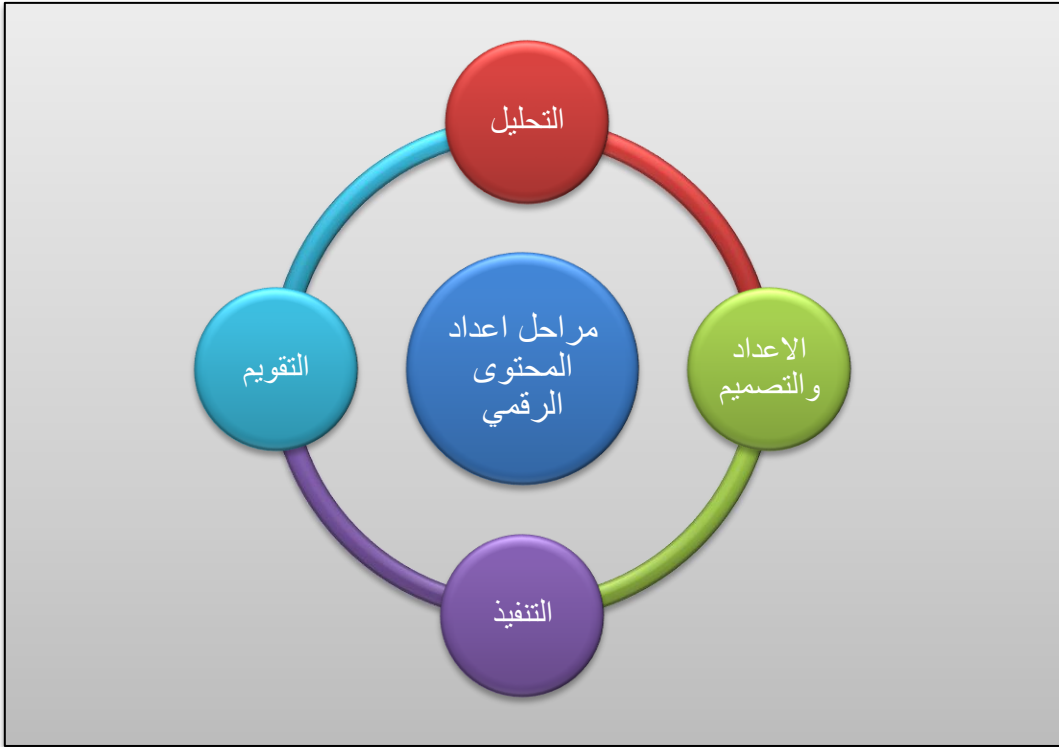 التحليل
مراحل اعداد
المحتوى
الرقمي
الاعداد
والتصميم
التنفيذ
التقويم